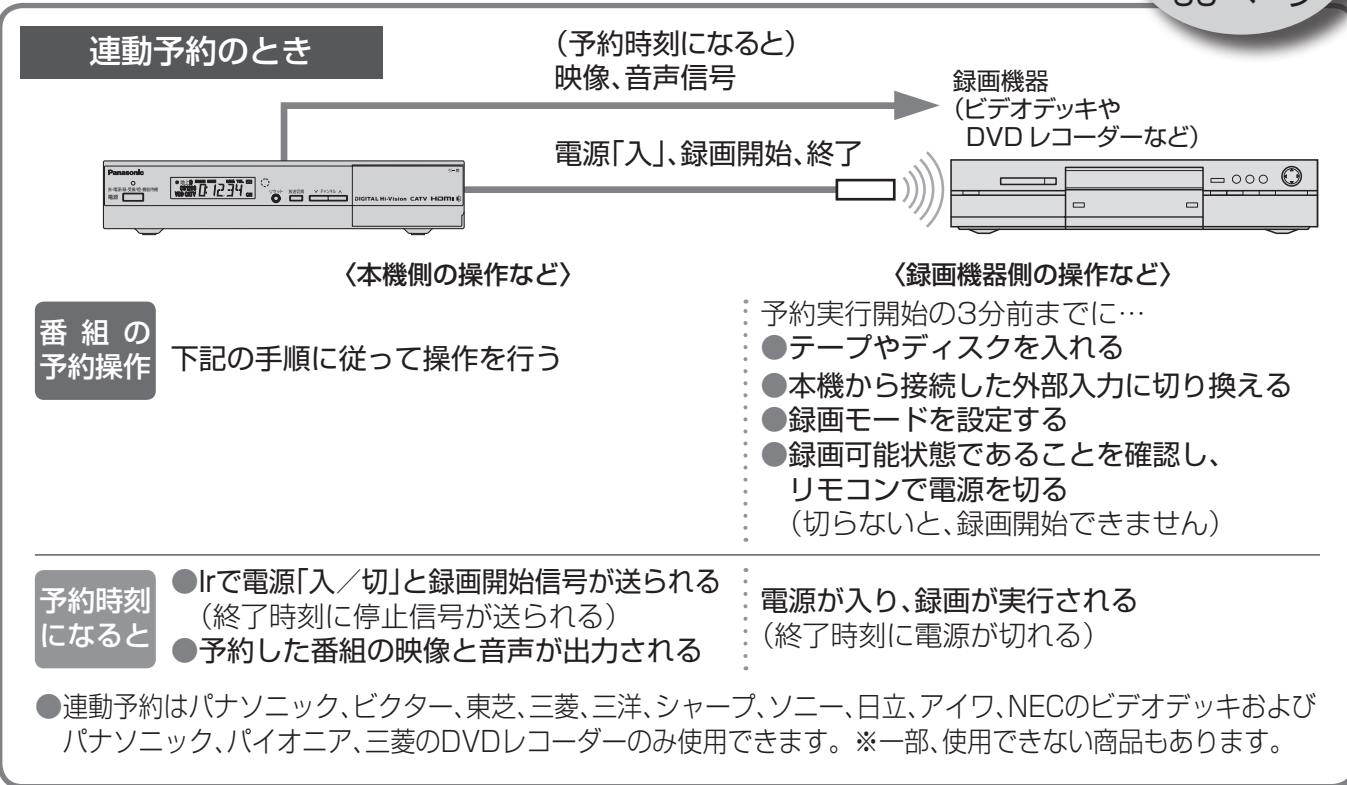 連動予約のとき
(予約時刻になると)
映像、音声信号
録画機器
(ビデオデッキや
DVDレコーダーなど)
電源「入」、録画開始、終了
Panasonic
電源
リセット 放送切換 ∨ チャンネル ∧
DIGITAL Hi-Vision CATV HDMI
〈本機側の操作など〉
〈録画機器側の操作など〉
番組の
予約操作
下記の手順に従って操作を行う
予約実行開始の3分前までに…
●テープやディスクを入れる
●本機から接続した外部入力に切り換える
●録画モードを設定する
●録画可能状態であることを確認し、
リモコンで電源を切る
(切らないと、録画開始できません)
予約時刻
になると
●Irで電源「入/切」と録画開始信号が送られる
(終了時刻に停止信号が送られる)
●予約した番組の映像と音声が出力される
電源が入り、録画が実行される
(終了時刻に電源が切れる)
●連動予約はパナソニック、ビクター、東芝、三菱、三洋、シャープ、ソニー、日立、アイワ、NECのビデオデッキおよび
パナソニック、パイオニア、三菱のDVDレコーダーのみ使用できます。※一部、使用できない商品もあります。